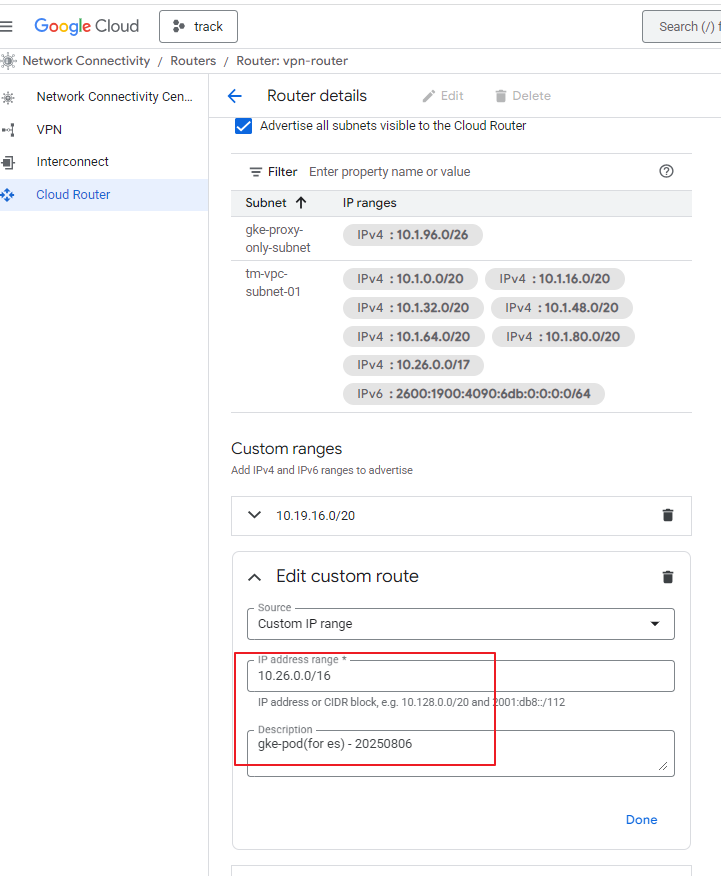 Google Cloud track Search (/) f
Network Connectivity / Routers / Router: vpn-router
Network Connectivity Cen...
VPN
Interconnect
Cloud Router
Router details Edit Delete
Advertise all subnets visible to the Cloud Router
Filter Enter property name or value
Subnet IP ranges
gke-proxy-
only-subnet
IPv4 : 10.1.96.0/26
tm-vpc-
subnet-01
IPv4 : 10.1.0.0/20 IPv4 : 10.1.16.0/20
IPv4 : 10.1.32.0/20 IPv4 : 10.1.48.0/20
IPv4 : 10.1.64.0/20 IPv4 : 10.1.80.0/20
IPv4 : 10.26.0.0/17
IPv6 : 2600:1900:4090:6db:0:0:0:0/64
Custom ranges
Add IPv4 and IPv6 ranges to advertise
10.19.16.0/20
Edit custom route
Source
Custom IP range
IP address range *
10.26.0.0/16
IP address or CIDR block, e.g. 10.128.0.0/20 and 2001:db8::/112
Description
gke-pod(for es) - 20250806
Done